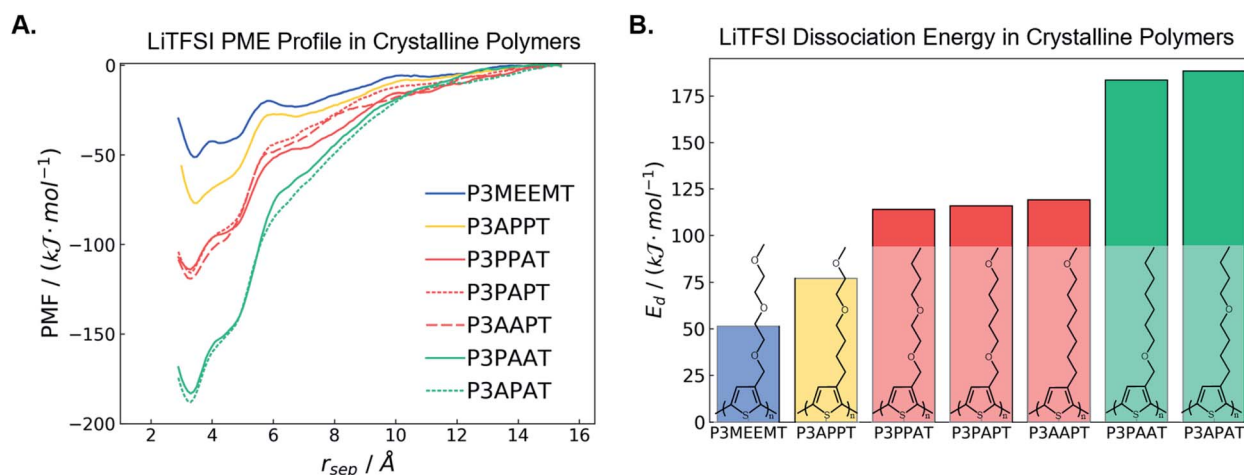 A.
LiTFSI PME Profile in Crystalline Polymers
0
−50
−100
−150
−200
PMF / (kJ · mol⁻¹)
2 4 6 8 10 12 14 16
r_sep / Å
P3MEEMT
P3APPT
P3PPAT
P3PAPT
P3AAPT
P3PAAT
P3APAT
B.
LiTFSI Dissociation Energy in Crystalline Polymers
175
150
125
100
75
50
25
0
E_d / (kJ · mol⁻¹)
O O O S n
O O S n
O O S n
O O S n
O S n
O S n
O S n
P3MEEMT P3APPT P3PPAT P3PAPT P3AAPT P3PAAT P3APAT